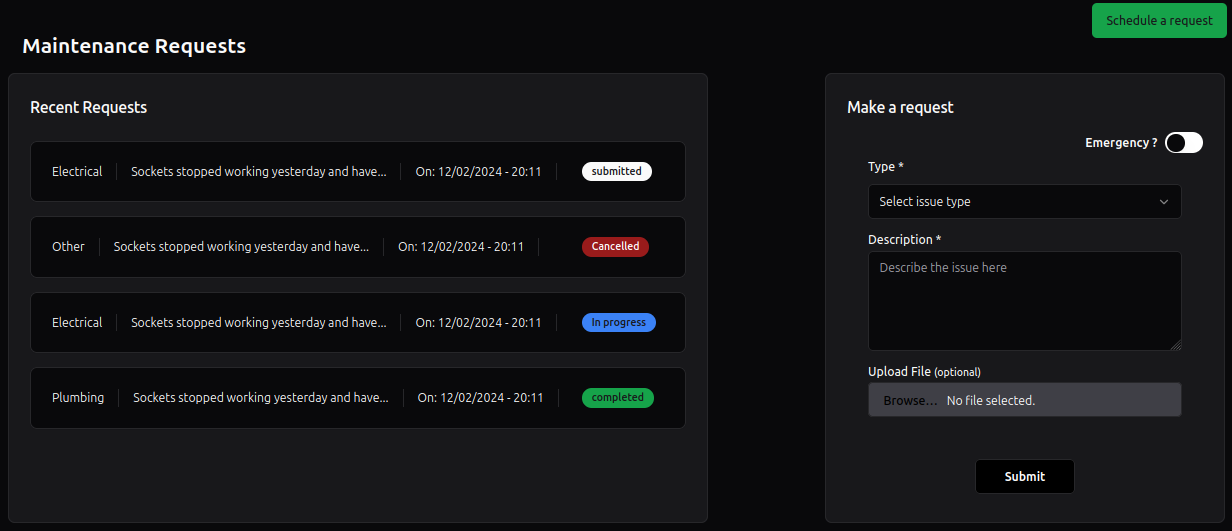 Schedule a request
Maintenance Requests
Recent Requests
Electrical Sockets stopped working yesterday and have... On: 12/02/2024 - 20:11 submitted
Other Sockets stopped working yesterday and have... On: 12/02/2024 - 20:11 Cancelled
Electrical Sockets stopped working yesterday and have... On: 12/02/2024 - 20:11 In progress
Plumbing Sockets stopped working yesterday and have... On: 12/02/2024 - 20:11 completed
Make a request
Emergency ?
Type *
Select issue type
Description *
Describe the issue here
Upload File (optional)
Browse... No file selected.
Submit